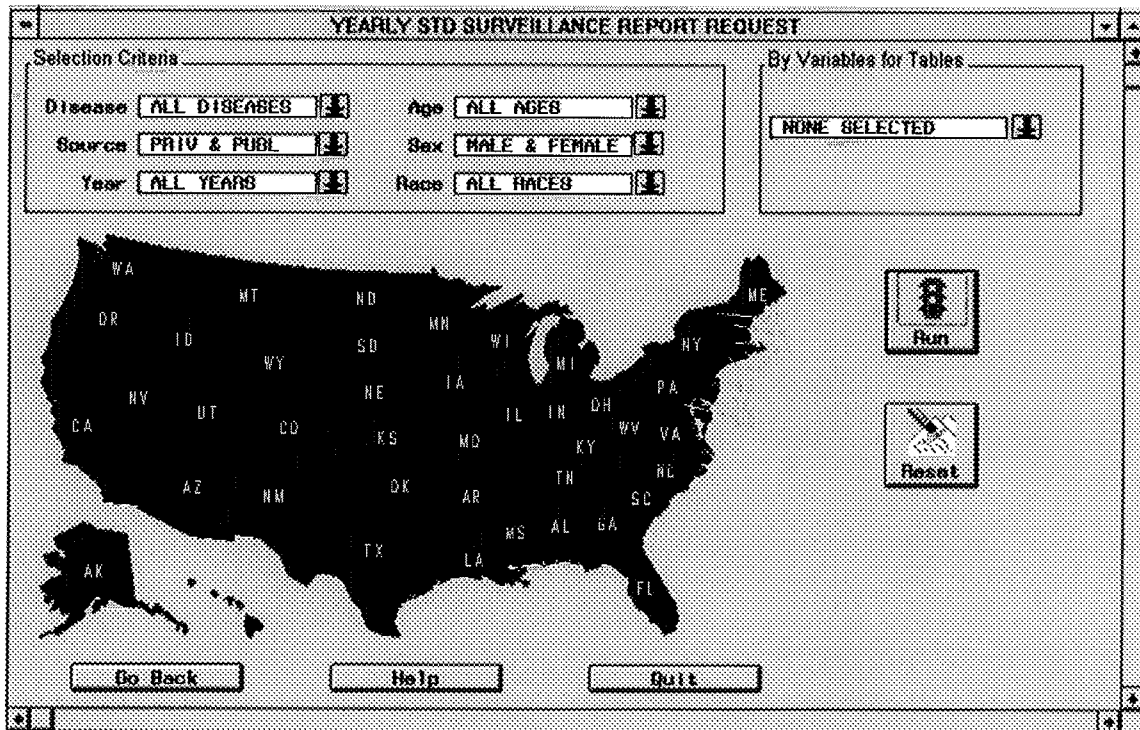 YEARLY STD SURVEILLANCE REPORT REQUEST
Selection Criteria
By Variables for Tables
Disease ALL DISEASES Age ALL AGES
NONE SELECTED
Source PRIV & PUBL Sex MALE & FEMALE
Year ALL YEARS Race ALL RACES
WA
MT ND ME
OR MN
ID SD WI NY
Run
WY MI
IA
NV NE PA
UT IL IN OH
CA CO KS MO WV VA
KY
NC
Reset
AZ NM OK AR TN
SC
MS AL GA
TX LA
AK
FL
Go Back Help Quit